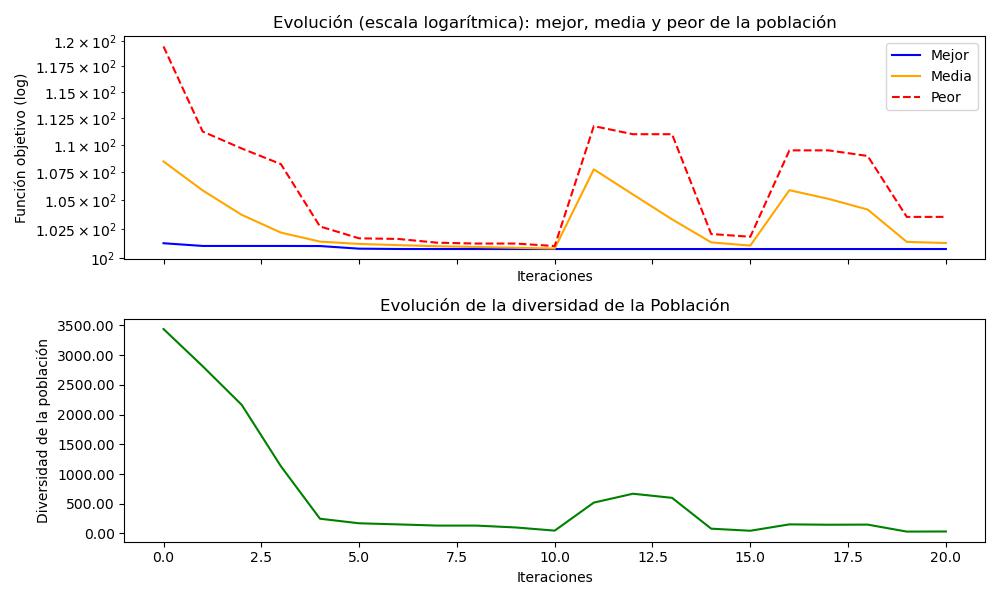 Evolución (escala logarítmica): mejor, media y peor de la población
1.2 × 10²
1.175 × 10²
1.15 × 10²
1.125 × 10²
1.1 × 10²
1.075 × 10²
1.05 × 10²
1.025 × 10²
10²
Función objetivo (log)
Mejor
Media
Peor
Iteraciones
Evolución de la diversidad de la Población
3500.00
3000.00
2500.00
2000.00
1500.00
1000.00
500.00
0.00
Diversidad de la población
0.0 2.5 5.0 7.5 10.0 12.5 15.0 17.5 20.0
Iteraciones